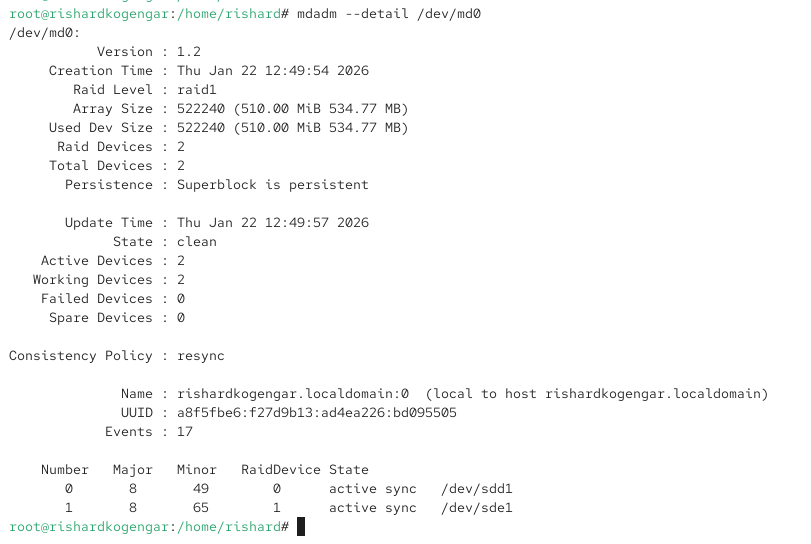 root@rishardkogengar:/home/rishard# mdadm --detail /dev/md0
/dev/md0:
Version : 1.2
Creation Time : Thu Jan 22 12:49:54 2026
Raid Level : raid1
Array Size : 522240 (510.00 MiB 534.77 MB)
Used Dev Size : 522240 (510.00 MiB 534.77 MB)
Raid Devices : 2
Total Devices : 2
Persistence : Superblock is persistent
Update Time : Thu Jan 22 12:49:57 2026
State : clean
Active Devices : 2
Working Devices : 2
Failed Devices : 0
Spare Devices : 0
Consistency Policy : resync
Name : rishardkogengar.localdomain:0  (local to host rishardkogengar.localdomain)
UUID : a8f5fbe6:f27d9b13:ad4ea226:bd095505
Events : 17
Number   Major   Minor   RaidDevice State
0       8       49        0      active sync   /dev/sdd1
1       8       65        1      active sync   /dev/sde1
root@rishardkogengar:/home/rishard#